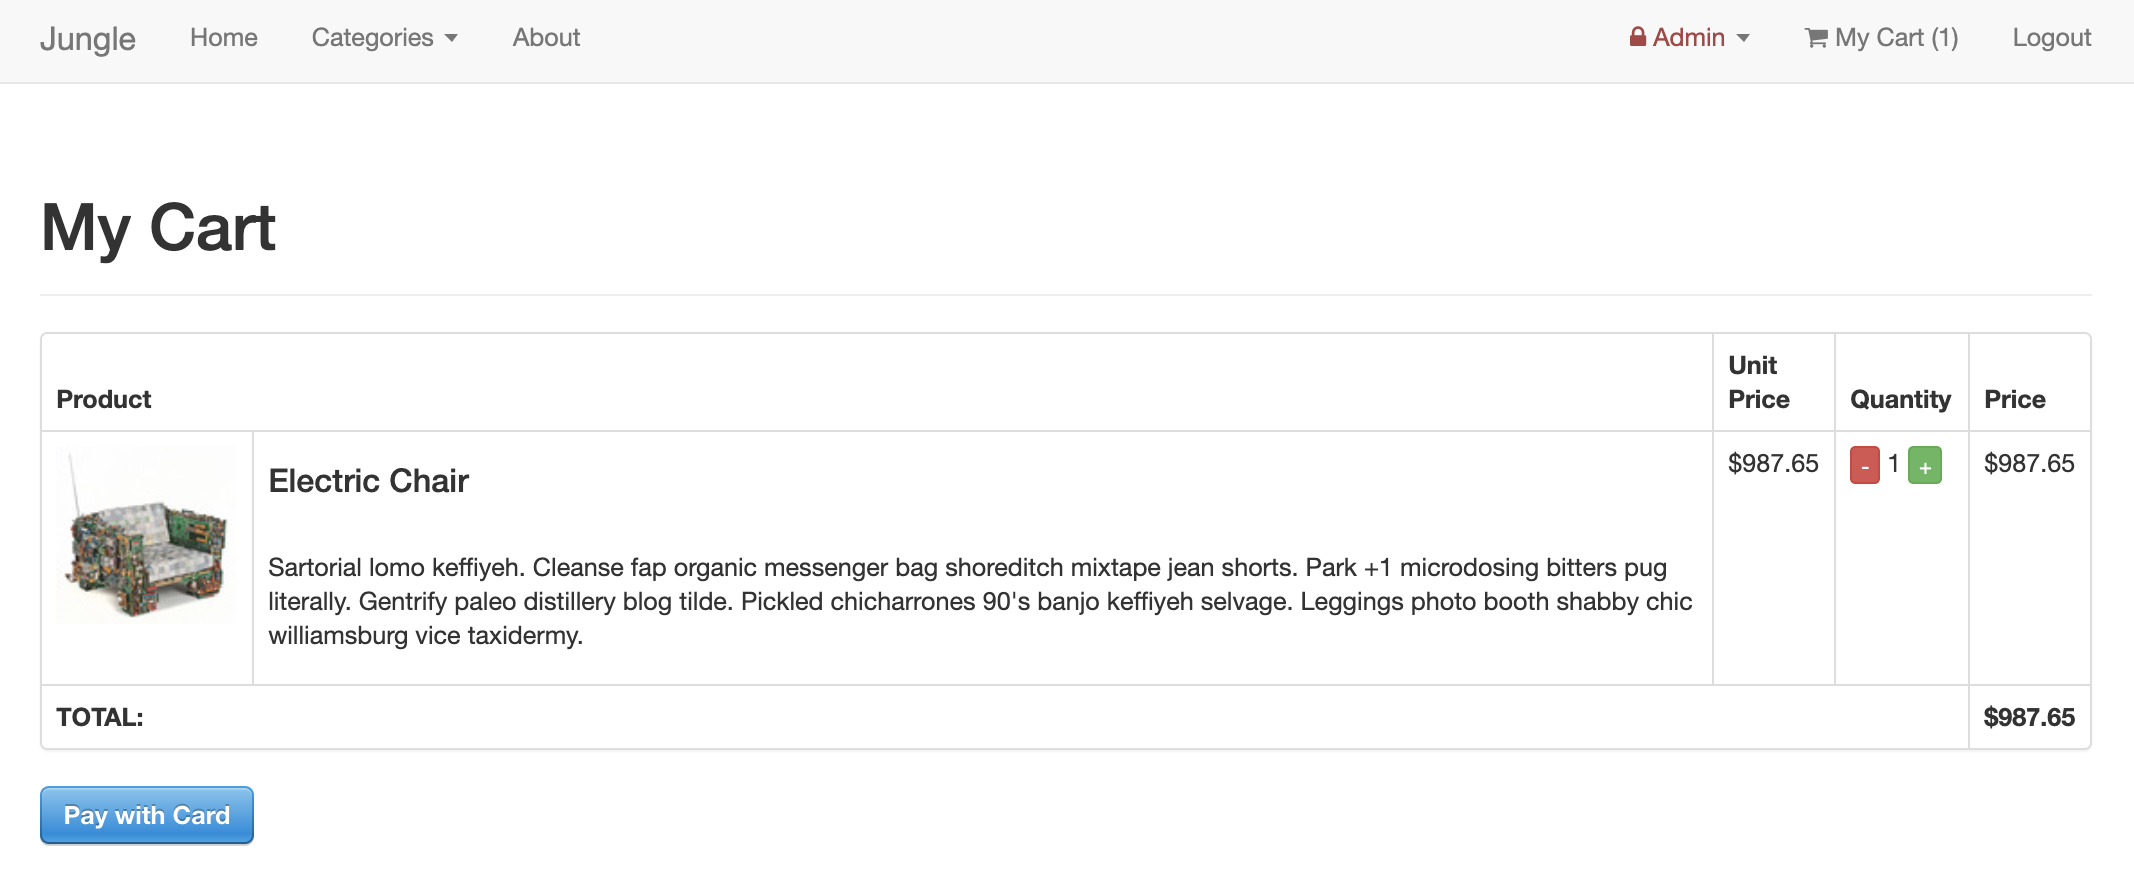 Jungle Home Categories About Admin My Cart (1) Logout
My Cart
Product Unit Price Quantity Price
Electric Chair $987.65 - 1 + $987.65
Sartorial lomo keffiyeh. Cleanse fap organic messenger bag shoreditch mixtape jean shorts. Park +1 microdosing bitters pug
literally. Gentrify paleo distillery blog tilde. Pickled chicharrones 90's banjo keffiyeh selvage. Leggings photo booth shabby chic
williamsburg vice taxidermy.
TOTAL: $987.65
Pay with Card